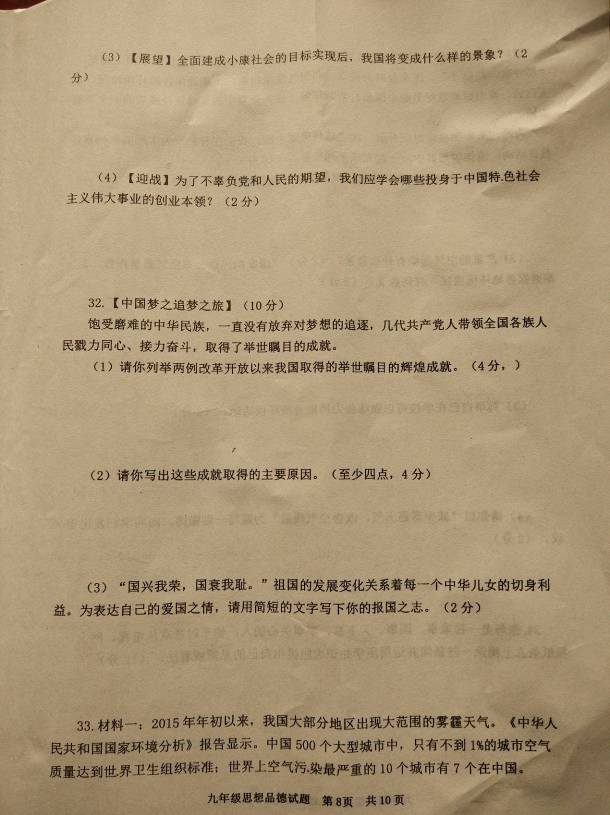 （3）【展望】全面建成小康社会的目标实现后，我国将变成什么样的景象？（2
分）
（4）【迎战】为了不辜负党和人民的期望，我们应学会哪些投身于中国特.色社会
主义伟大事业的创业本领？（2分）
32.【中国梦之追梦之旅】（10分）
饱受磨难的中华民族，一直没有放弃对梦想的追逐，几代共产党人带领全国各族人
民戮力同心、接力奋斗，取得了举世瞩目的成就。
（1）请你列举两例改革开放以来我国取得的举世瞩目的辉煌成就。（4分，）
（2）请你写出这些成就取得的主要原因。（至少四点，4分）
（3）“国兴我荣，国衰我耻。”祖国的发展变化关系着每一个中华儿女的切身利
益。为表达自己的爱国之情，请用简短的文字写下你的报国之志。（2分）
33.材料一：2015年年初以来，我国大部分地区出现大范围的雾霾天气。《中华人
民共和国国家环境分析》报告显示。中国500个大型城市中，只有不到1%的城市空气
质量达到世界卫生组织标准；世界上空气污染最严重的10个城市有7个在中国。
九年级思想品德试题 第8页 共10页